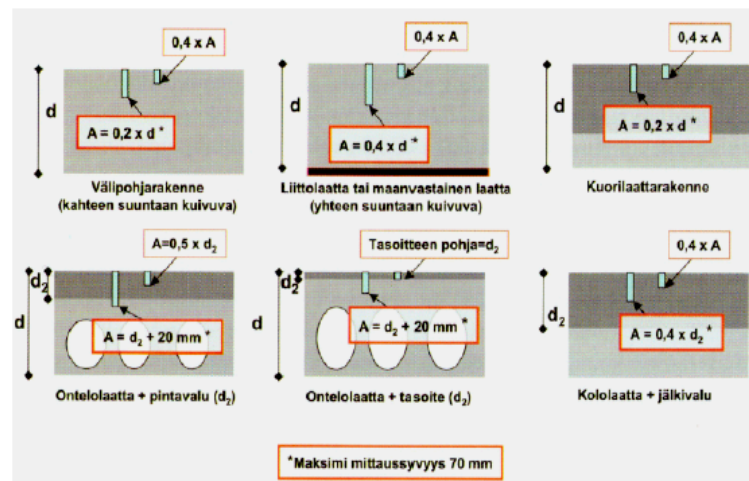 0,4 x A
0,4 x A
0,4 x A
d
d
d
A = 0,2 x d *
A = 0,4 x d *
A = 0,2 x d *
Välipohjarakenne
(kahteen suuntaan kuivuva)
Liittolaatta tai maanvastainen laatta
(yhteen suuntaan kuivuva)
Kuorilaattarakenne
A=0,5 x d₂
Tasoitteen pohja=d₂
0,4 x A
d₂
d₂
d
d
d₂
A = d₂ + 20 mm *
A = d₂ + 20 mm *
A = 0,4 x d₂ *
Ontelolaatta + pintavalu (d₂)
Ontelolaatta + tasoite (d₂)
Kololaatta + jälkivalu
*Maksimi mittaussyvyys 70 mm